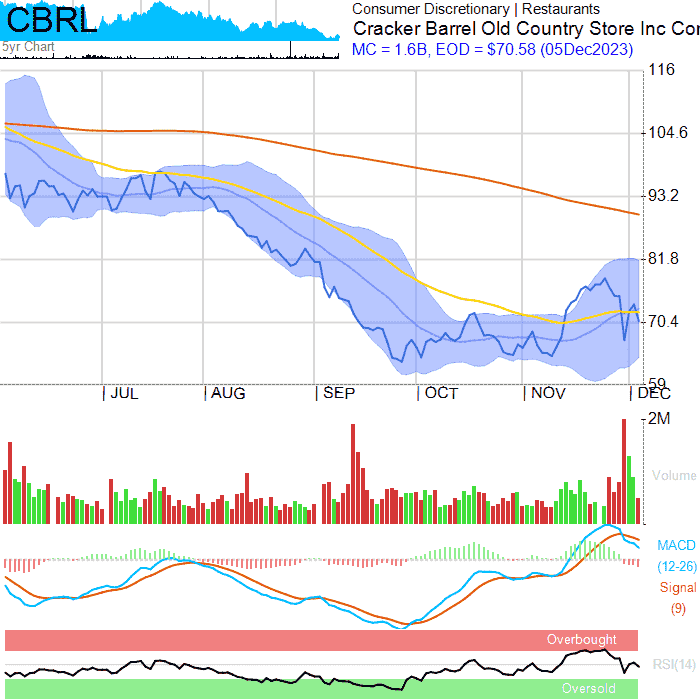 CBRL
5yr Chart
Consumer Discretionary | Restaurants
Cracker Barrel Old Country Store Inc Cor
MC = 1.6B, EOD = $70.58 (05Dec2023)
116
104.6
93.2
81.8
70.4
59
JUL
AUG
SEP
OCT
NOV
DEC
2M
Volume
MACD
(12-26)
Signal
(9)
Overbought
RSI(14)
Oversold